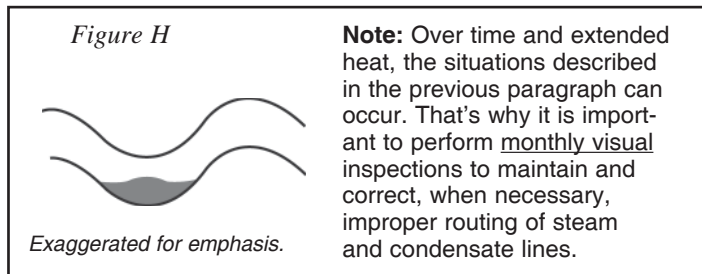 Figure H
Exaggerated for emphasis.
Note: Over time and extended
heat, the situations described
in the previous paragraph can
occur. That's why it is import-
ant to perform monthly visual
inspections to maintain and
correct, when necessary,
improper routing of steam
and condensate lines.